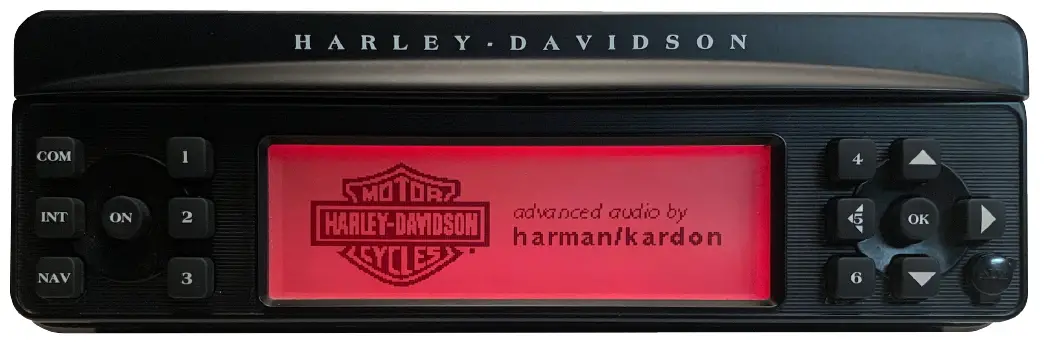 HARLEY-DAVIDSON
COM 1
INT ON 2
NAV 3
MOTOR
HARLEY-DAVIDSON
CYCLES
advanced audio by
harman/kardon
4
5 OK
6